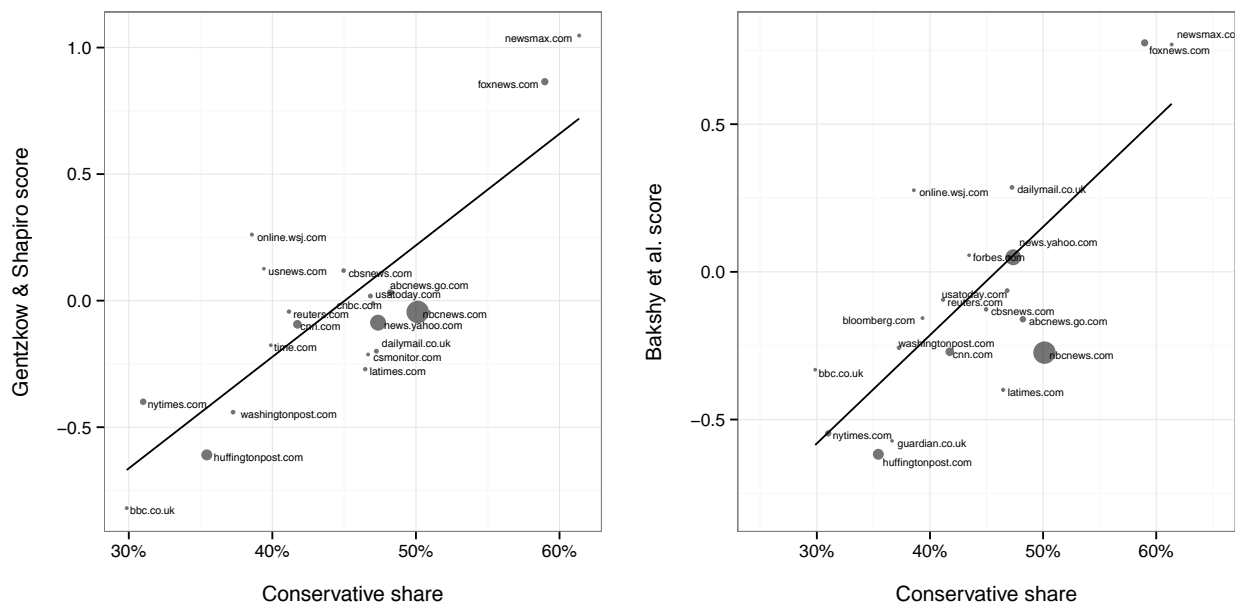 Gentzkow & Shapiro score
1.0
0.5
0.0
−0.5
newsmax.com
foxnews.com
online.wsj.com
usnews.com
cbsnews.com
abcnews.go.com
usatoday.com
cnbc.com
reuters.com
nbcnews.com
cnn.com
news.yahoo.com
time.com
dailymail.co.uk
csmonitor.com
latimes.com
nytimes.com
washingtonpost.com
huffingtonpost.com
bbc.co.uk
30%
40%
50%
60%
Conservative share
Bakshy et al. score
0.5
0.0
−0.5
newsmax.co
foxnews.com
online.wsj.com
dailymail.co.uk
news.yahoo.com
forbes.com
usatoday.com
reuters.com
cbsnews.com
bloomberg.com
abcnews.go.com
washingtonpost.com
cnn.com
nbcnews.com
bbc.co.uk
latimes.com
nytimes.com
guardian.co.uk
huffingtonpost.com
30%
40%
50%
60%
Conservative share